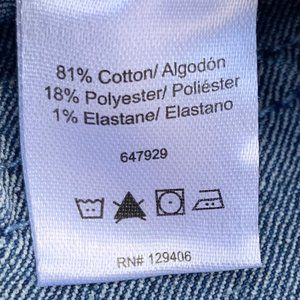 81% Cotton/ Algodón
18% Polyester/ Poliéster
1% Elastane/ Elastano
647929
RN# 129406